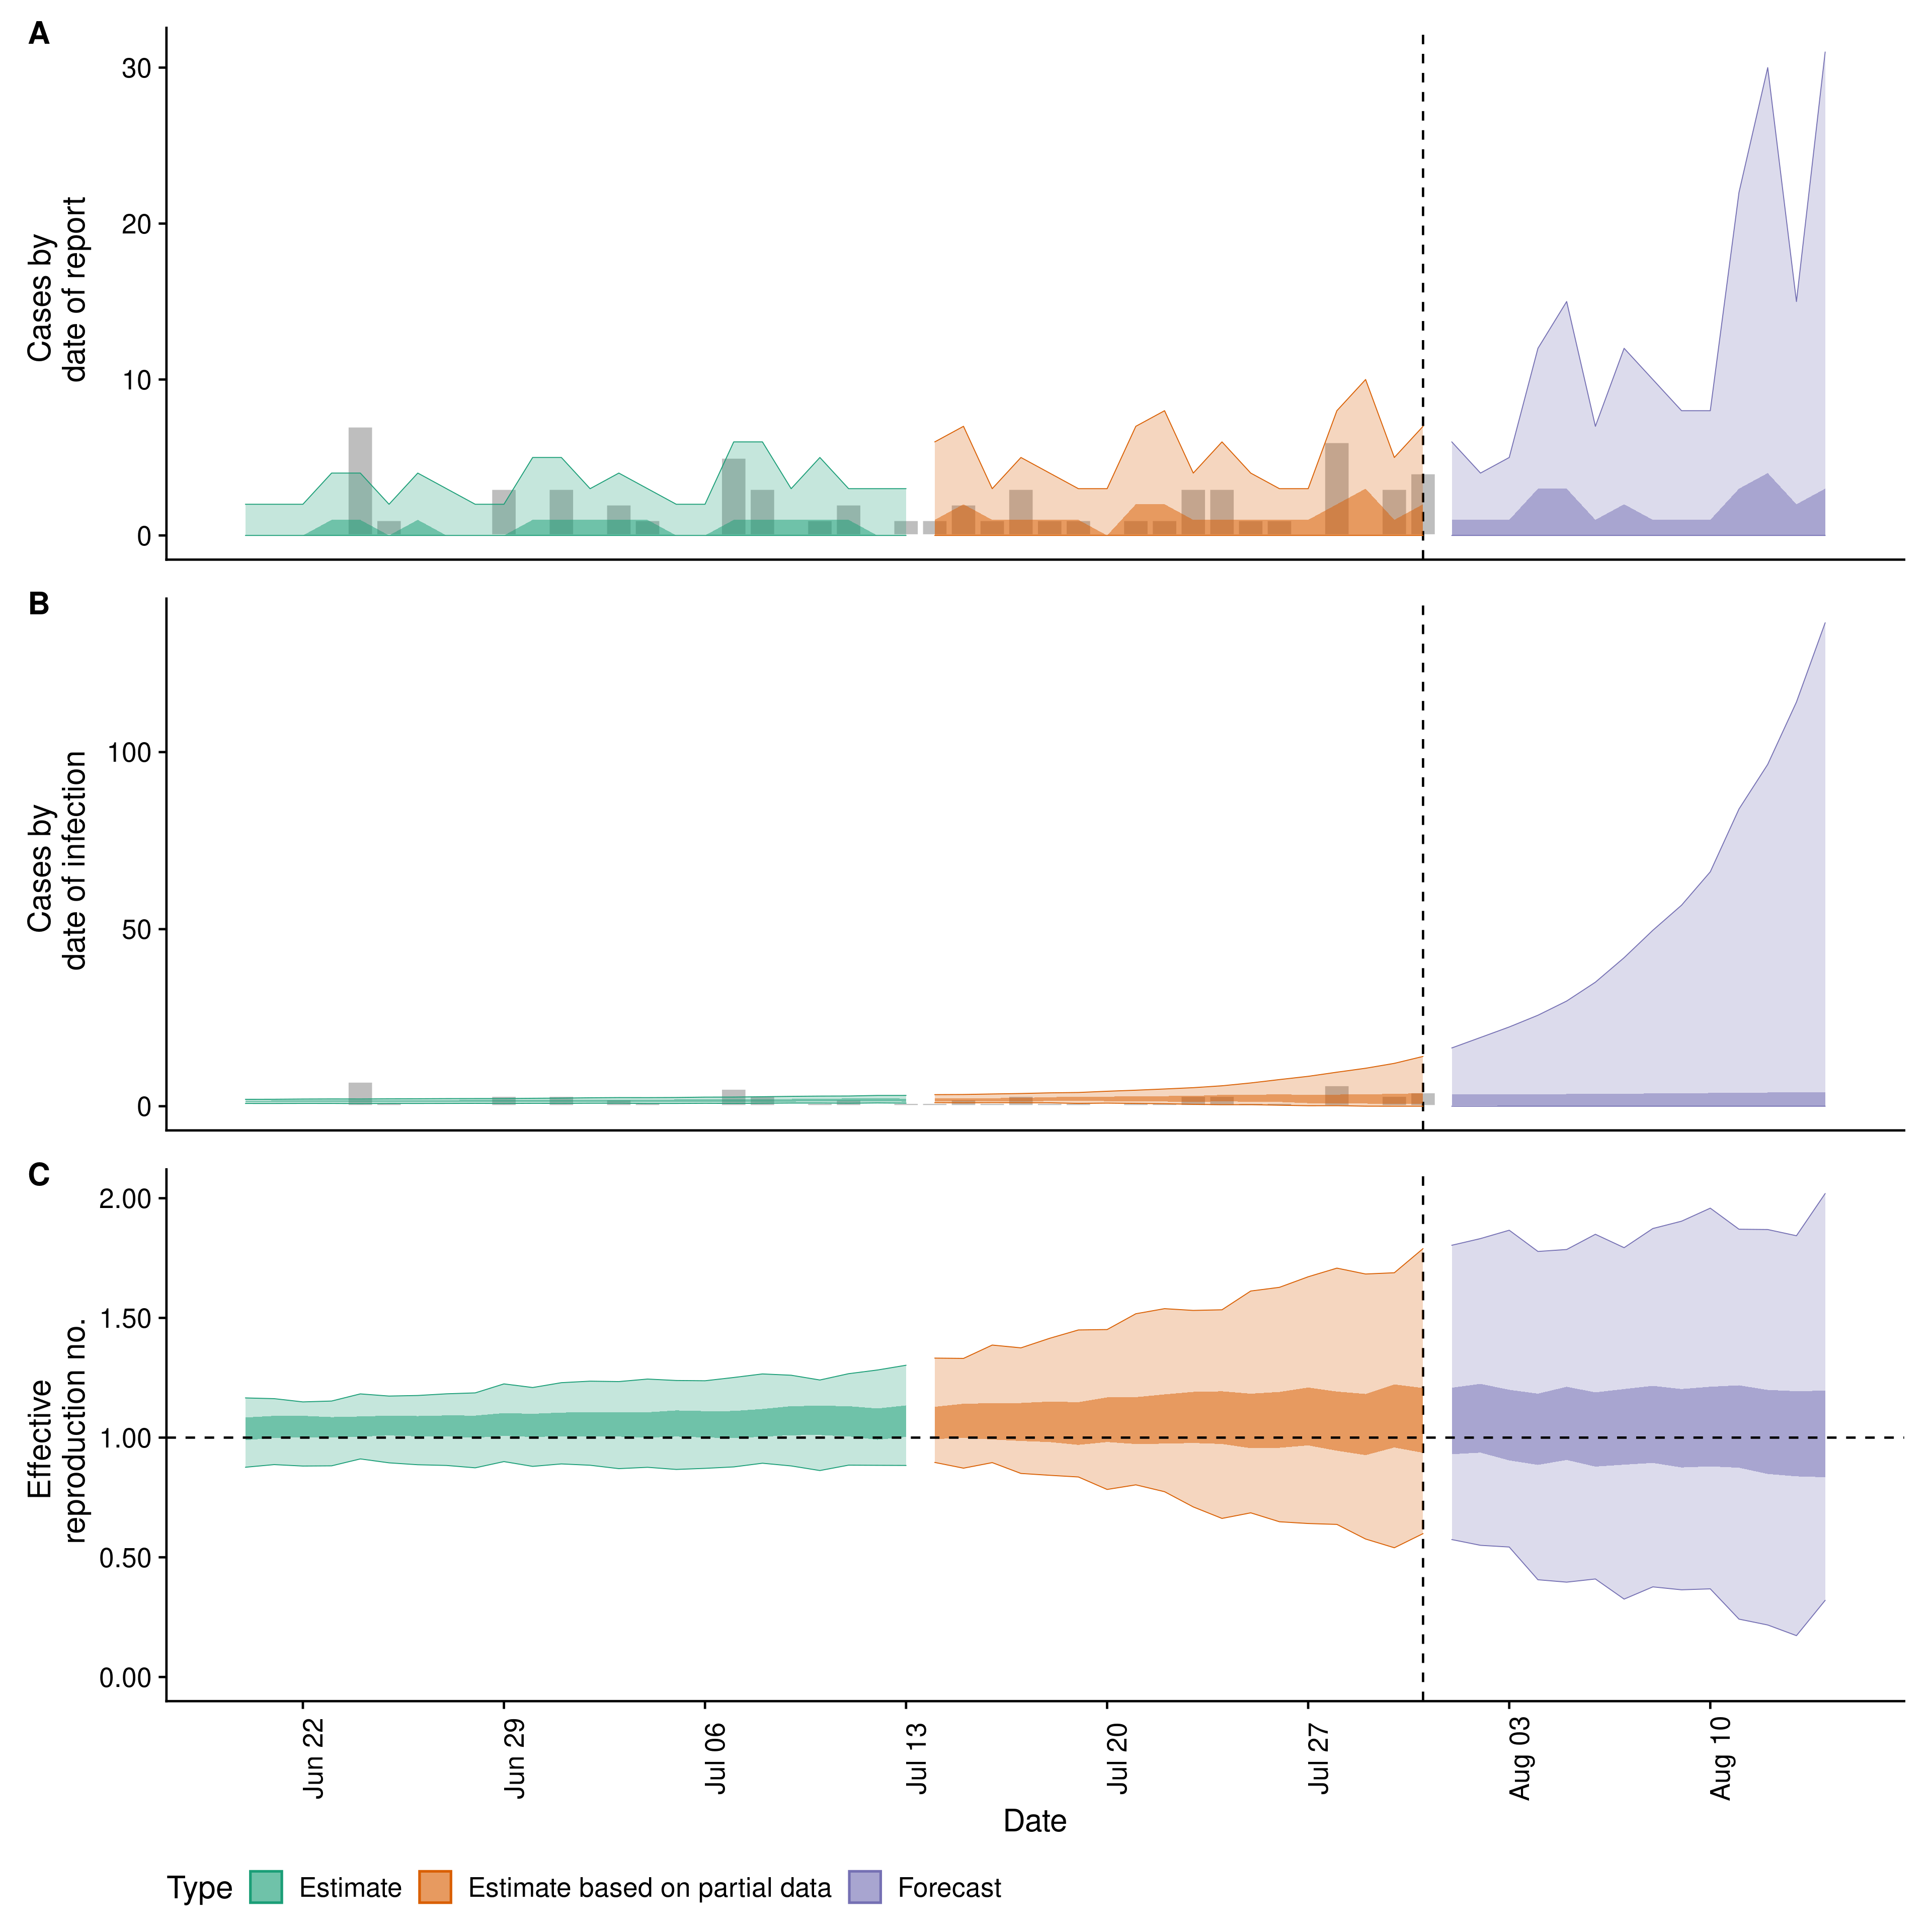 A
Cases by
date of report
30
20
10
0
B
Cases by
date of infection
100
50
0
C
Effective
reproduction no.
2.00
1.50
1.00
0.50
0.00
Jun 22
Jun 29
Jul 06
Jul 13
Jul 20
Jul 27
Aug 03
Aug 10
Date
Type Estimate Estimate based on partial data Forecast